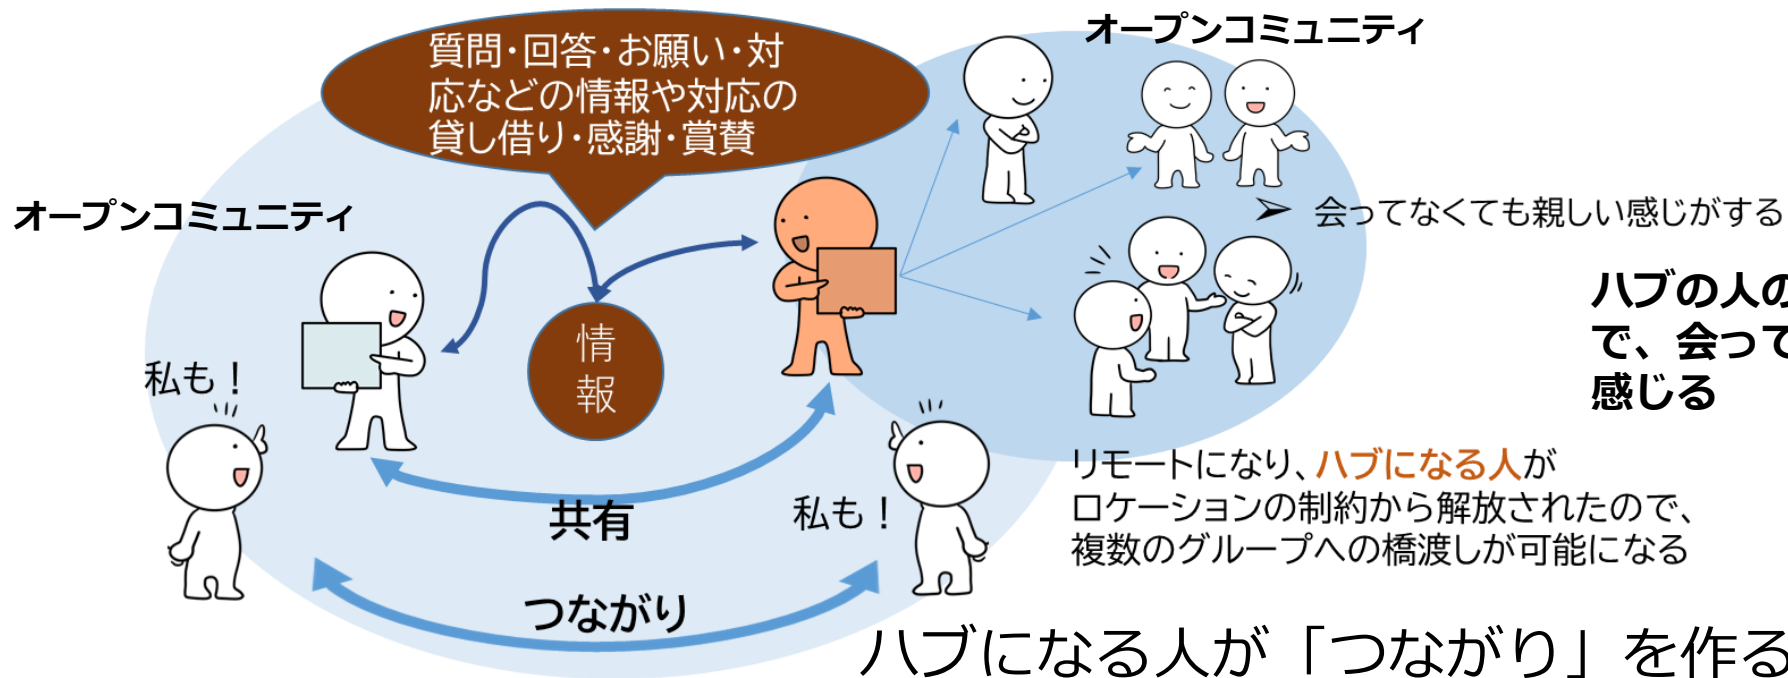 オープンコミュニティ
質問・回答・お願い・対
応などの情報や対応の
貸し借り・感謝・賞賛
オープンコミュニティ
➢ 会ってなくても親しい感じがする
ハブの人の
で、会って
感じる
情
報
私も！
リモートになり、ハブになる人が
ロケーションの制約から解放されたので、
複数のグループへの橋渡しが可能になる
私も！
共有
つながり
ハブになる人が「つながり」を作る